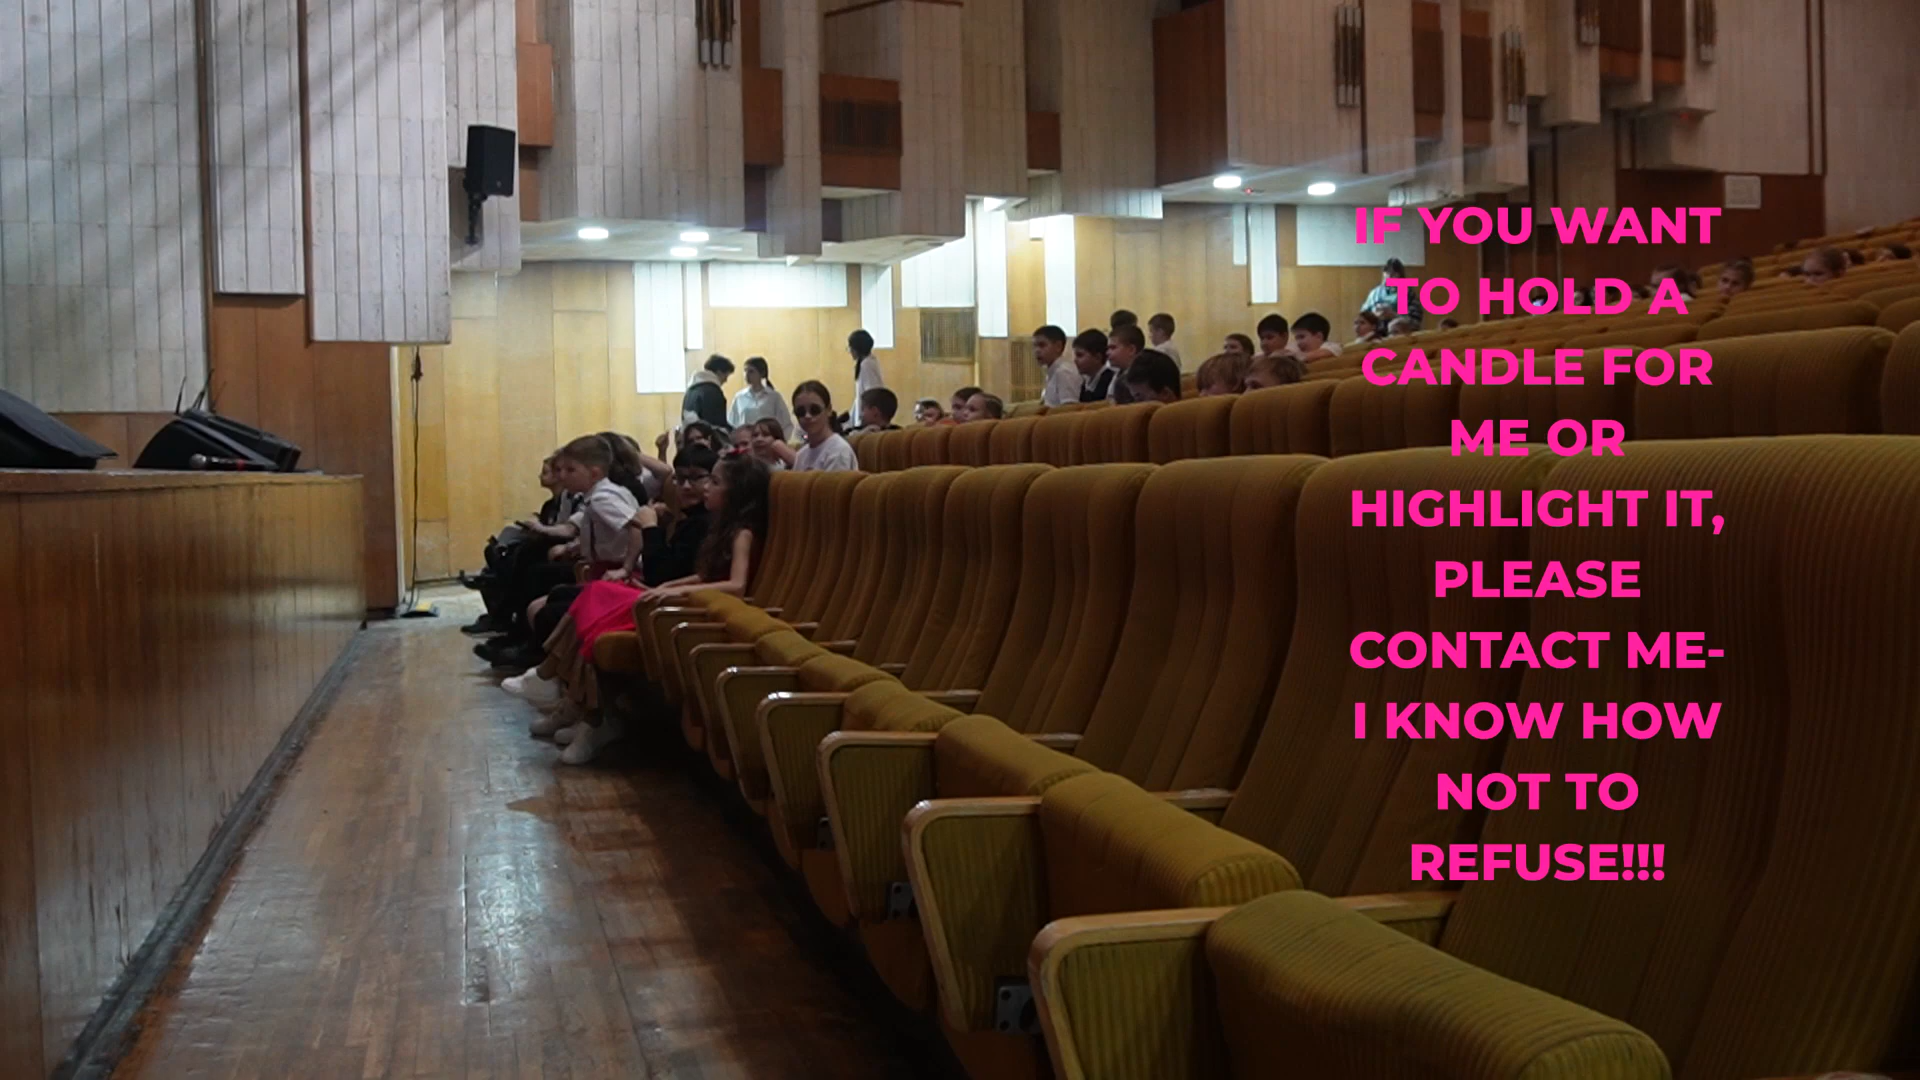 IF YOU WANT
TO HOLD A
CANDLE FOR
ME OR
HIGHLIGHT IT,
PLEASE
CONTACT ME-
I KNOW HOW
NOT TO
REFUSE!!!